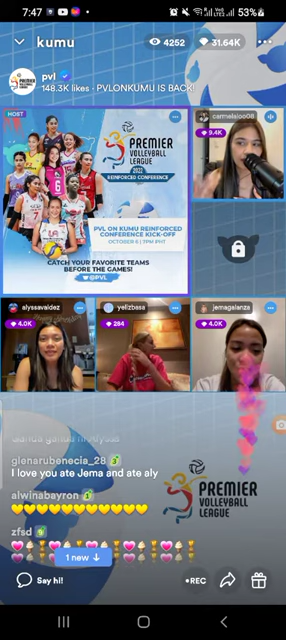 7:47
53%
kumu
4252
31.64K
pvl
148.3K likes · PVLONKUMU IS BACK!
HOST
PREMIER
VOLLEYBALL
LEAGUE
2022
REINFORCED CONFERENCE
PVL ON KUMU REINFORCED
CONFERENCE KICK-OFF
OCTOBER 6 | 7PM PHT
CATCH YOUR FAVORITE TEAMS
BEFORE THE GAMES!
@PVL
9.4K
alyssavaldez
4.0K
yelizbasa
284
jemagalanza
4.0K
glenarubenecia_28
I love you ate Jema and ate aly
alwinabayron
zfsd
1 new ↓
PREMIER
VOLLEYBALL
LEAGUE
Say hi!
•REC